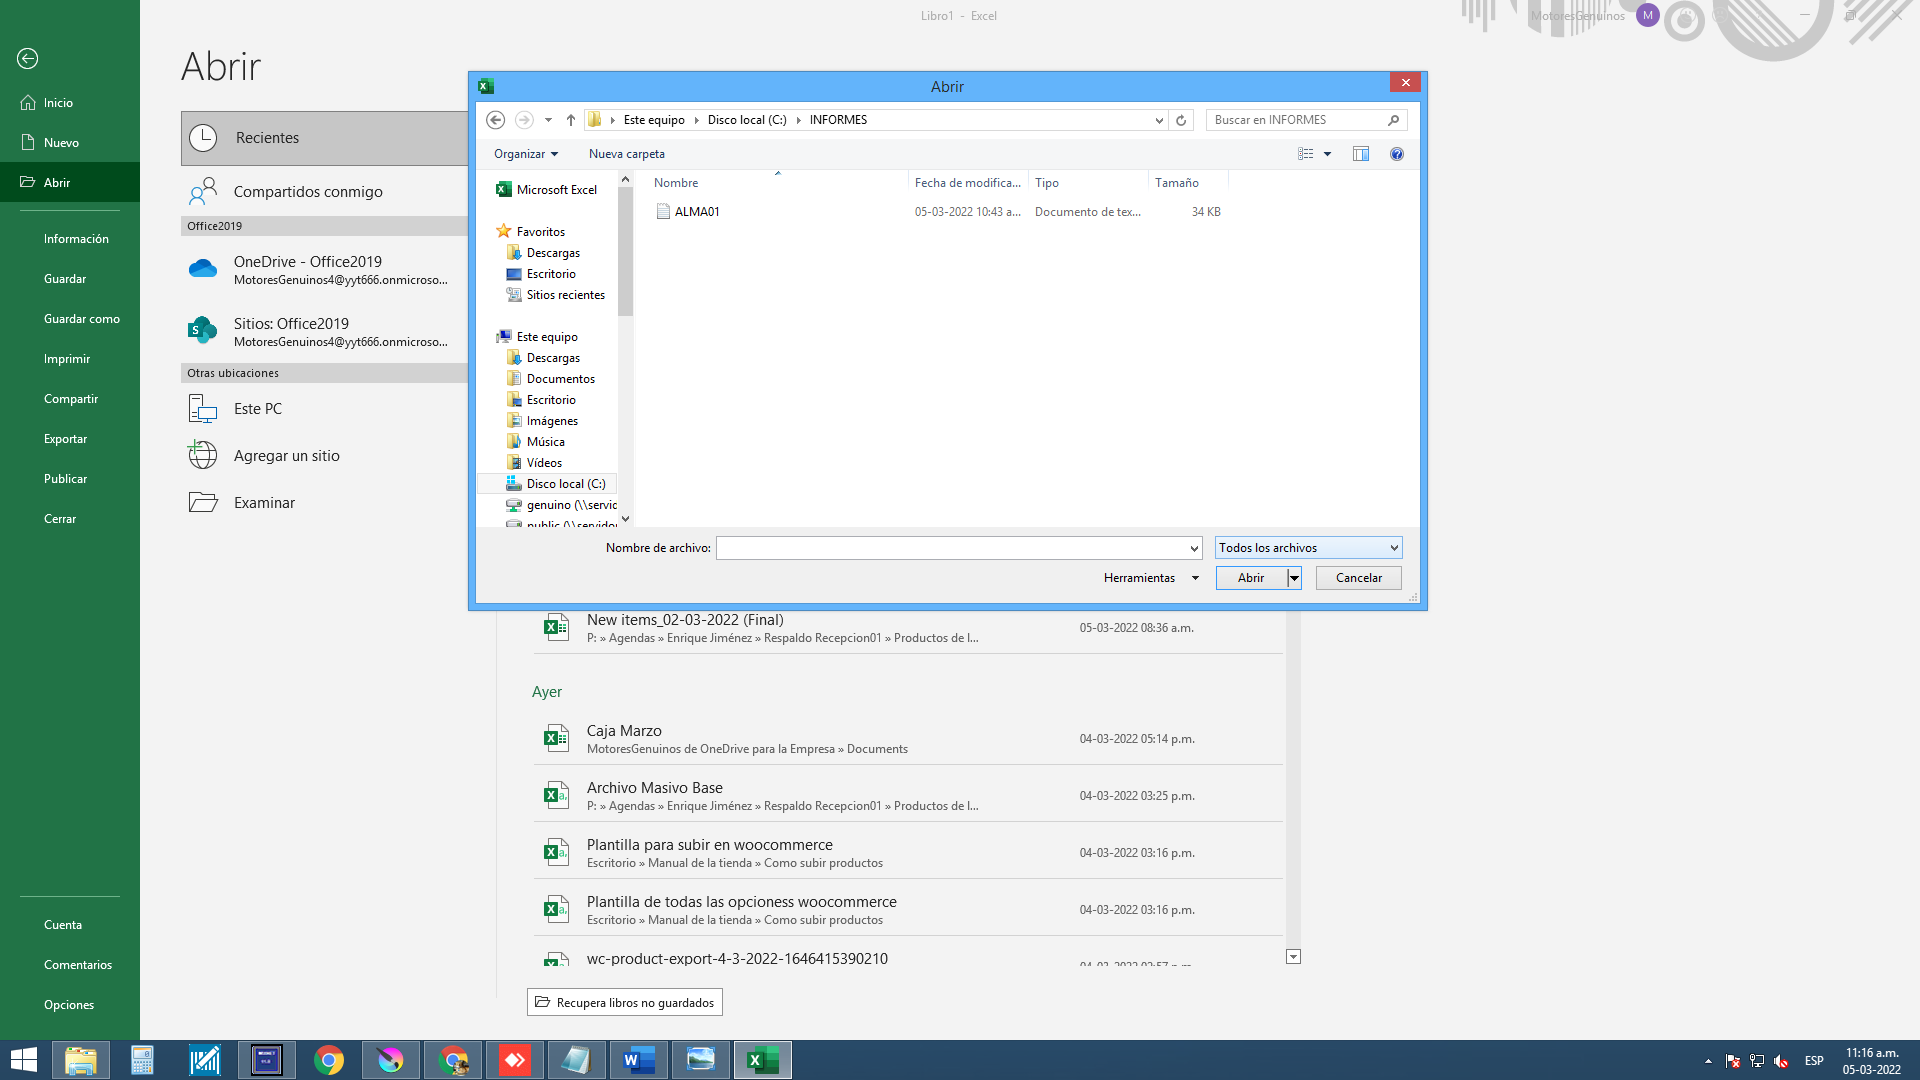 Libro1 - Excel
MotoresGenuinos
M
Abrir
Inicio
Nuevo
Abrir
Información
Guardar
Guardar como
Imprimir
Compartir
Exportar
Publicar
Cerrar
Cuenta
Comentarios
Opciones
Recientes
Compartidos conmigo
Office2019
OneDrive - Office2019
MotoresGenuinos4@yyt666.onmicroso...
Sitios: Office2019
MotoresGenuinos4@yyt666.onmicroso...
Otras ubicaciones
Este PC
Agregar un sitio
Examinar
Abrir
Este equipo
Disco local (C:)
INFORMES
Buscar en INFORMES
Organizar
Nueva carpeta
Microsoft Excel
Favoritos
Descargas
Escritorio
Sitios recientes
Este equipo
Descargas
Documentos
Escritorio
Imágenes
Música
Vídeos
Disco local (C:)
genuino (\\servid
public (\\servido
Nombre
Fecha de modifica...
Tipo
Tamaño
ALMA01
05-03-2022 10:43 a...
Documento de tex...
34 KB
Nombre de archivo:
Todos los archivos
Herramientas
Abrir
Cancelar
New items_02-03-2022 (Final)
P: » Agendas » Enrique Jiménez » Respaldo Recepcion01 » Productos de l...
05-03-2022 08:36 a.m.
Ayer
Caja Marzo
MotoresGenuinos de OneDrive para la Empresa » Documents
04-03-2022 05:14 p.m.
Archivo Masivo Base
P: » Agendas » Enrique Jiménez » Respaldo Recepcion01 » Productos de l...
04-03-2022 03:25 p.m.
Plantilla para subir en woocommerce
Escritorio » Manual de la tienda » Como subir productos
04-03-2022 03:16 p.m.
Plantilla de todas las opcioness woocommerce
Escritorio » Manual de la tienda » Como subir productos
04-03-2022 03:16 p.m.
wc-product-export-4-3-2022-1646415390210
04-03-2022 02:57 p.m.
Recupera libros no guardados
ESP
11:16 a.m.
05-03-2022